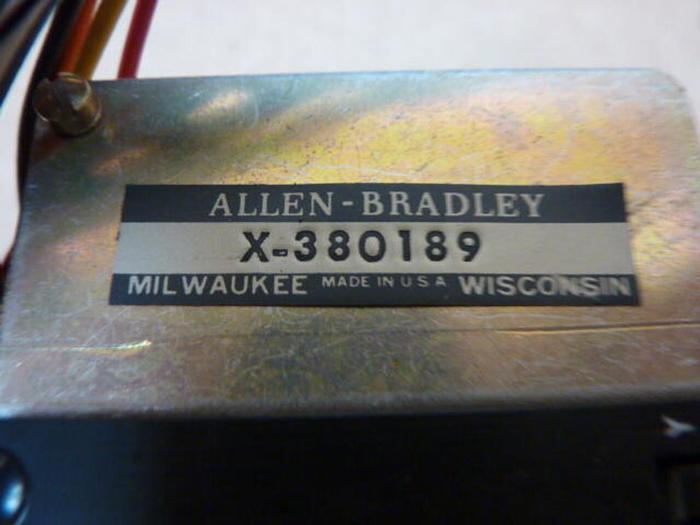 ALLEN-BRADLEY
X-380189
MILWAUKEE MADE IN U S A WISCONSIN